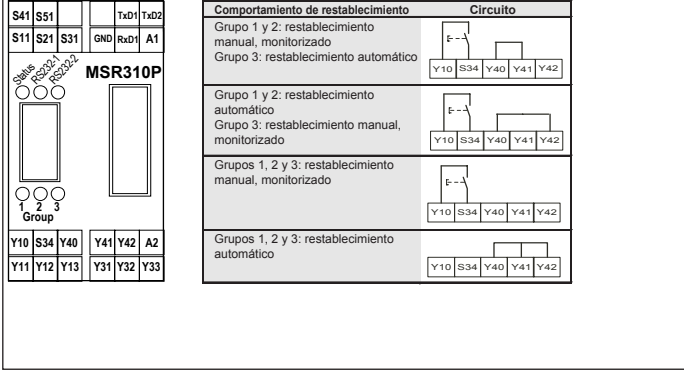 S41 S51 TxD1 TxD2
S11 S21 S31 GND RxD1 A1
Status RS232-1 RS232-2
MSR310P
1 2 3
Group
Y10 S34 Y40 Y41 Y42 A2
Y11 Y12 Y13 Y31 Y32 Y33
Comportamiento de restablecimiento Circuito
Grupo 1 y 2: restablecimiento
manual, monitorizado
Grupo 3: restablecimiento automático
Y10 S34 Y40 Y41 Y42
Grupo 1 y 2: restablecimiento
automático
Grupo 3: restablecimiento manual,
monitorizado
Y10 S34 Y40 Y41 Y42
Grupos 1, 2 y 3: restablecimiento
manual, monitorizado
Y10 S34 Y40 Y41 Y42
Grupos 1, 2 y 3: restablecimiento
automático
Y10 S34 Y40 Y41 Y42